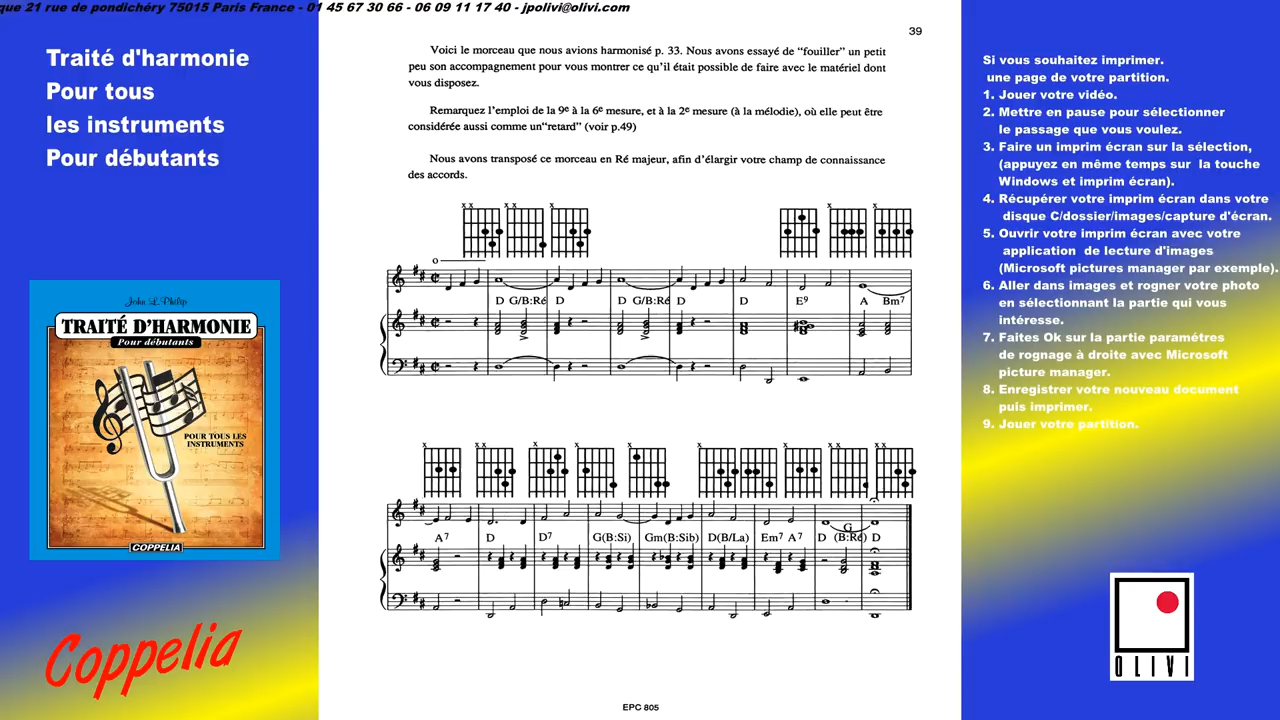 que 21 rue de pondichéry 75015 Paris France - 01 45 67 30 66 - 06 09 11 17 40 - jpolivi@olivi.com
Traité d'harmonie
Pour tous
les instruments
Pour débutants
John L. Philip
TRAITÉ D'HARMONIE
Pour débutants
POUR TOUS LES
INSTRUMENTS
COPPELIA
Coppelia
39
Voici le morceau que nous avions harmonisé p. 33. Nous avons essayé de “fouiller” un petit
peu son accompagnement pour vous montrer ce qu'il était possible de faire avec le matériel dont
vous disposez.
Remarquez l'emploi de la 9e à la 6e mesure, et à la 2e mesure (à la mélodie), où elle peut être
considérée aussi comme un“retard” (voir p.49)
Nous avons transposé ce morceau en Ré majeur, afin d'élargir votre champ de connaissance
des accords.
x x x x x x x x
o
D G/B:Ré D D G/B:Ré D D E9 A Bm7
x x x x x x x x x x x x x
A7 D D7 G(B:Si) Gm(B:Sib) D(B/La) Em7 A7 D G (B:Ré) D
EPC 805
Si vous souhaitez imprimer.
une page de votre partition.
1. Jouer votre vidéo.
2. Mettre en pause pour sélectionner
le passage que vous voulez.
3. Faire un imprim écran sur la sélection,
(appuyez en même temps sur la touche
Windows et imprim écran).
4. Récupérer votre imprim écran dans votre
disque C/dossier/images/capture d'écran.
5. Ouvrir votre imprim écran avec votre
application de lecture d'images
(Microsoft pictures manager par exemple).
6. Aller dans images et rogner votre photo
en sélectionnant la partie qui vous
intéresse.
7. Faites Ok sur la partie paramétres
de rognage à droite avec Microsoft
picture manager.
8. Enregistrer votre nouveau document
puis imprimer.
9. Jouer votre partition.
OLIVI